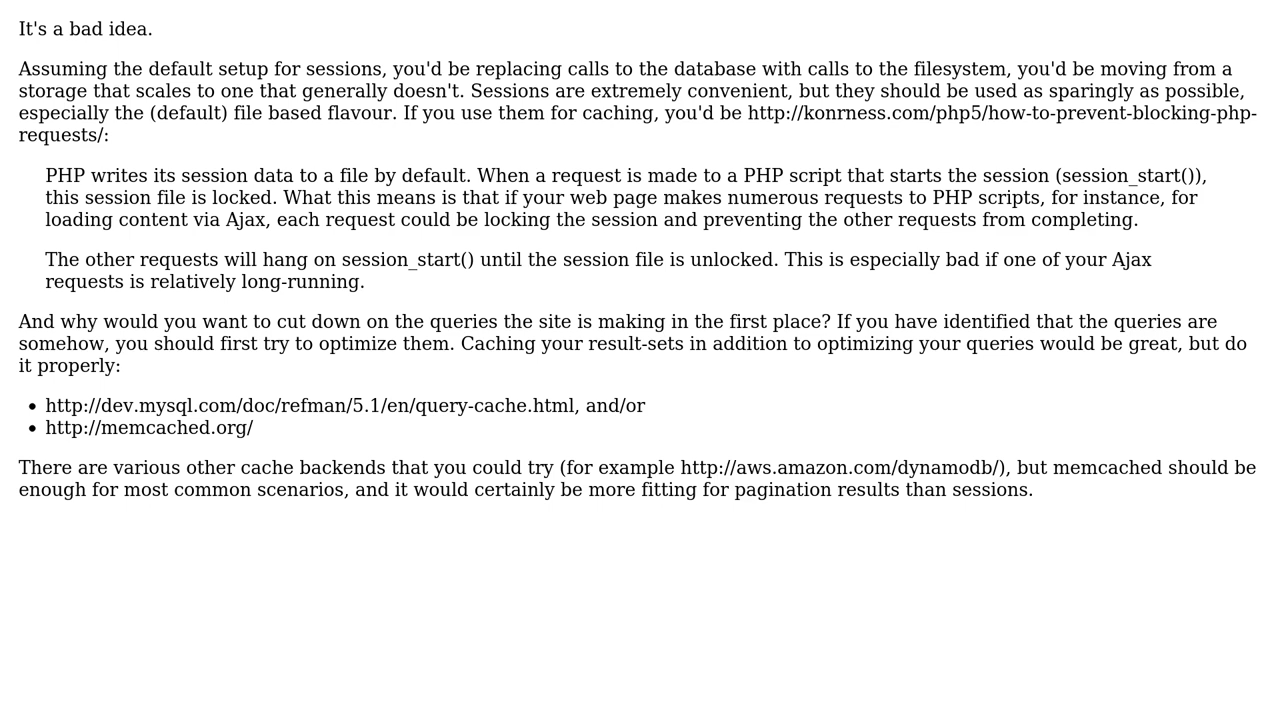 It's a bad idea.
Assuming the default setup for sessions, you'd be replacing calls to the database with calls to the filesystem, you'd be moving from a
storage that scales to one that generally doesn't. Sessions are extremely convenient, but they should be used as sparingly as possible,
especially the (default) file based flavour. If you use them for caching, you'd be http://konrness.com/php5/how-to-prevent-blocking-php-
requests/:
PHP writes its session data to a file by default. When a request is made to a PHP script that starts the session (session_start()),
this session file is locked. What this means is that if your web page makes numerous requests to PHP scripts, for instance, for
loading content via Ajax, each request could be locking the session and preventing the other requests from completing.
The other requests will hang on session_start() until the session file is unlocked. This is especially bad if one of your Ajax
requests is relatively long-running.
And why would you want to cut down on the queries the site is making in the first place? If you have identified that the queries are
somehow, you should first try to optimize them. Caching your result-sets in addition to optimizing your queries would be great, but do
it properly:
• http://dev.mysql.com/doc/refman/5.1/en/query-cache.html, and/or
• http://memcached.org/
There are various other cache backends that you could try (for example http://aws.amazon.com/dynamodb/), but memcached should be
enough for most common scenarios, and it would certainly be more fitting for pagination results than sessions.